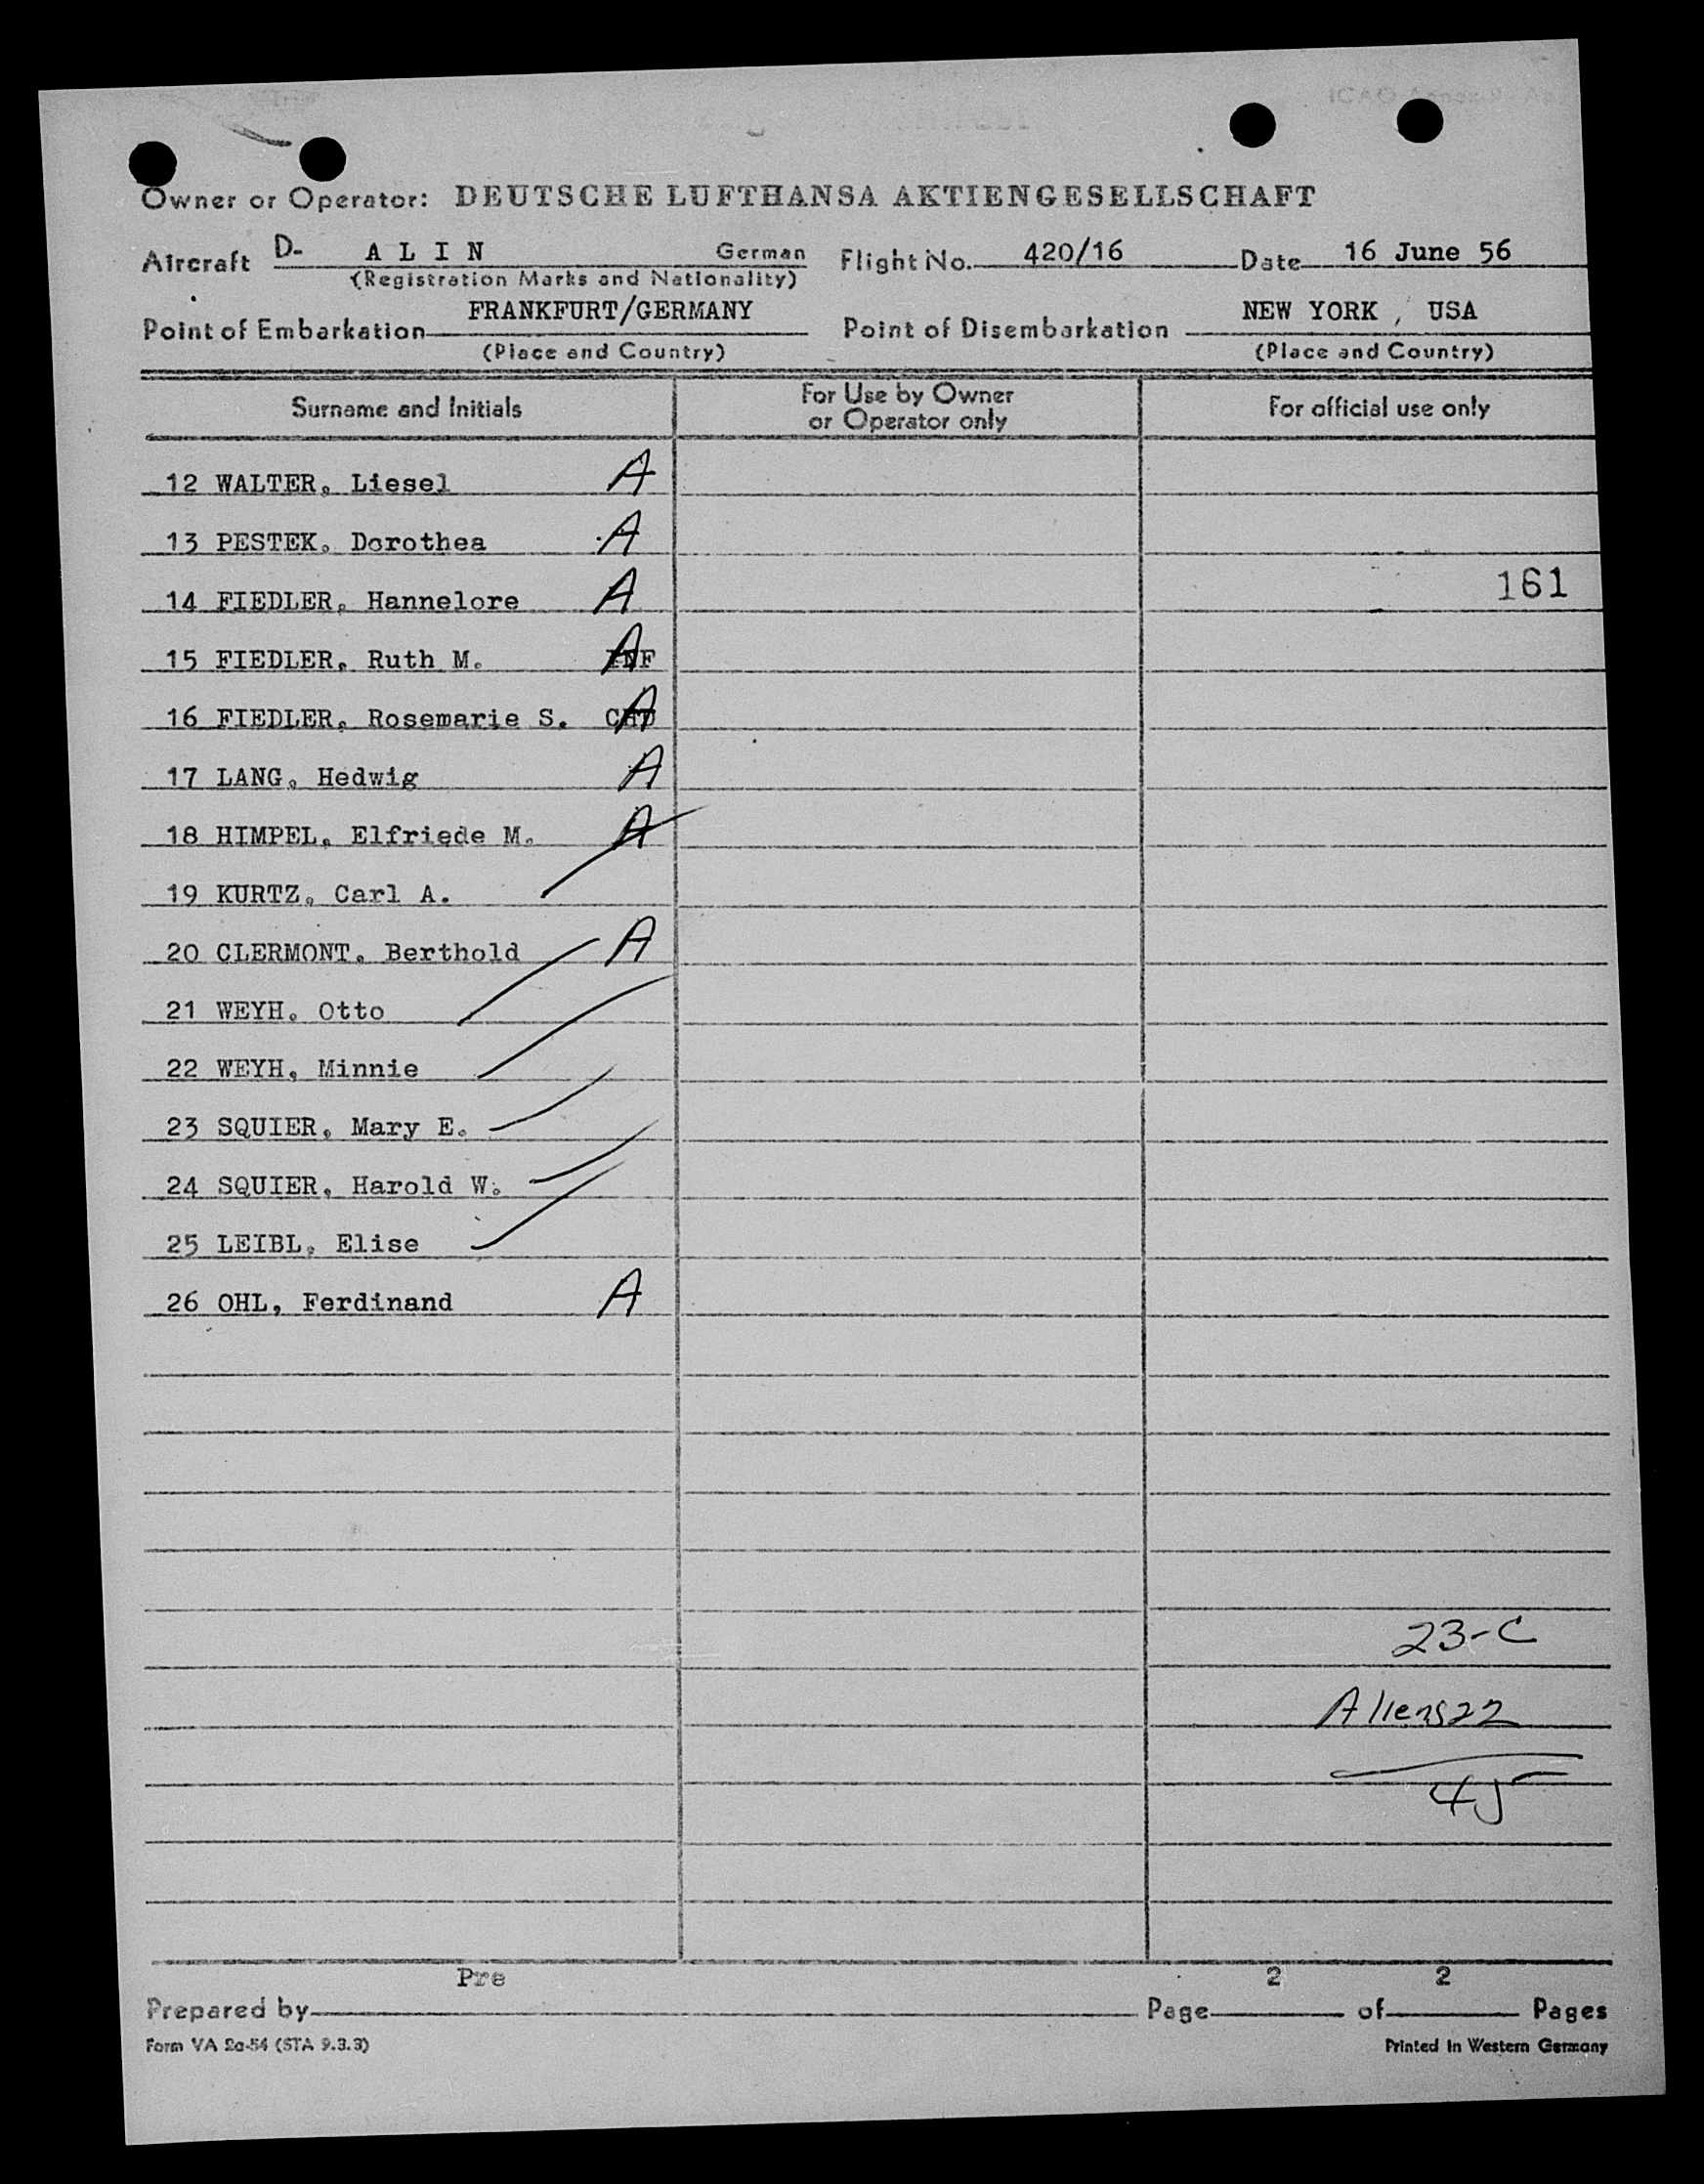 Owner or Operator: DEUTSCHE LUFTHANSA AKTIENGESELLSCHAFT
Aircraft D- A L I N German Flight No. 420/16 Date 16 June 56
(Registration Marks and Nationality)
Point of Embarkation FRANKFURT/GERMANY Point of Disembarkation NEW YORK , USA
(Place and Country) (Place and Country)
Surname and Initials For Use by Owner or Operator only For official use only
12 WALTER, Liesel A
13 PESTEK, Dorothea A
14 FIEDLER, Hannelore A 161
15 FIEDLER, Ruth M. INF A
16 FIEDLER, Rosemarie S. CHD A
17 LANG, Hedwig A
18 HIMPEL, Elfriede M. A
19 KURTZ, Carl A.
20 CLERMONT, Berthold A
21 WEYH, Otto
22 WEYH, Minnie
23 SQUIER, Mary E.
24 SQUIER, Harold W.
25 LEIBL, Elise
26 OHL, Ferdinand A
23-C
Aliens 22
45
Pre 2 2
Prepared by Page of Pages
Form VA 2a-54 (STA 9.3.3) Printed in Western Germany